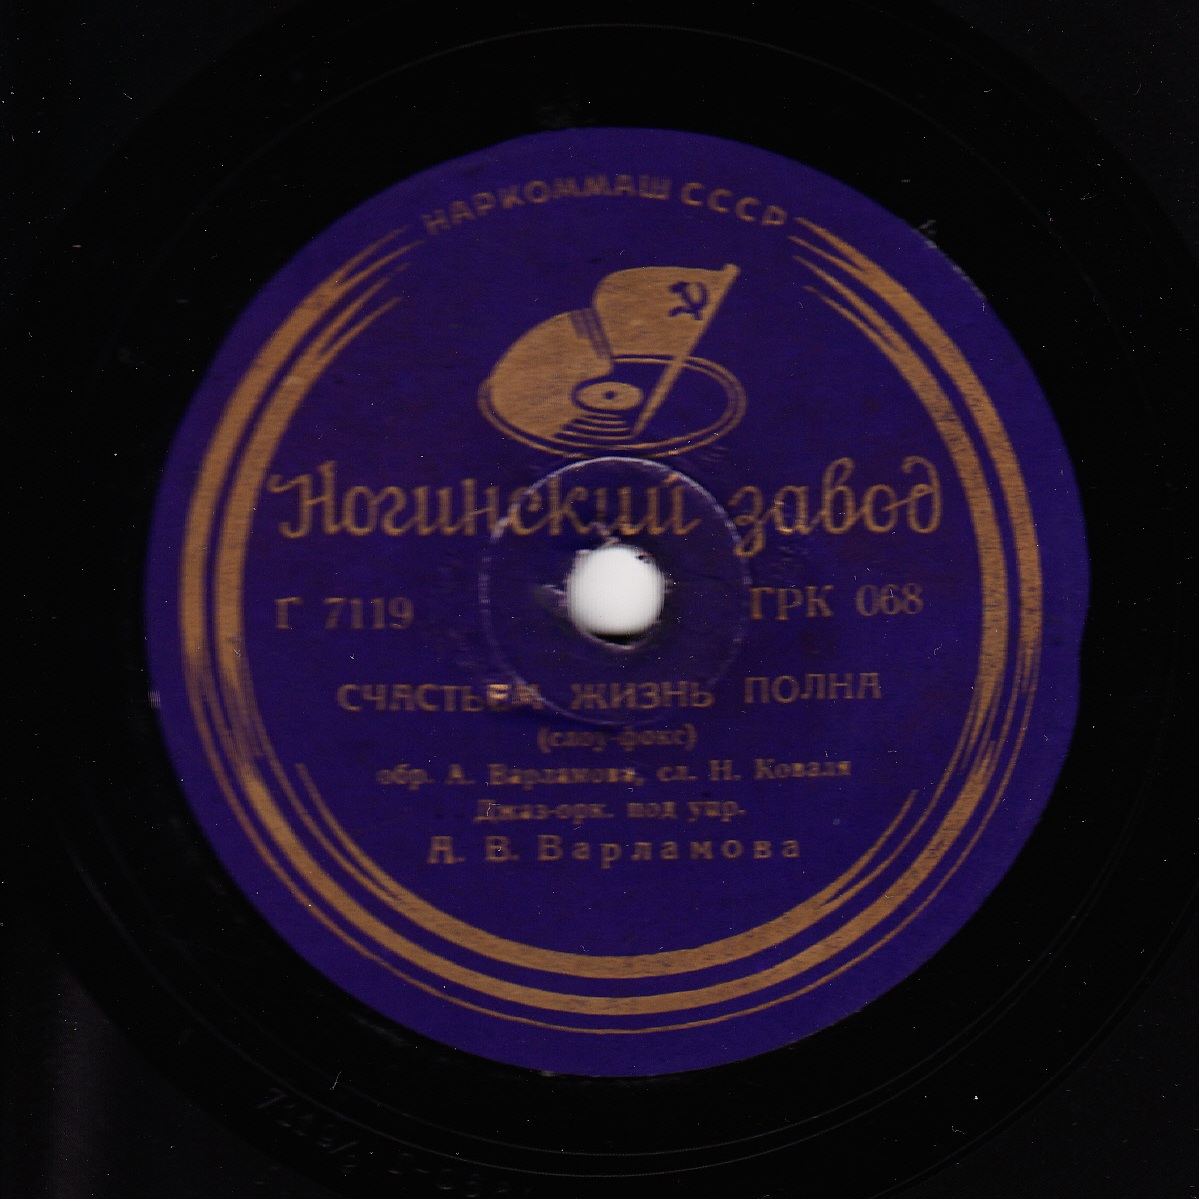 НАРКОММАШ СССР
Ногинский завод
Г 7119 ГРК 068
СЧАСТЬЕМ ЖИЗНЬ ПОЛНА
(слоу-фокс)
обр. А. Варламова, сл. Н. Коваля
Джаз-орк. под упр.
А. В. Варламова